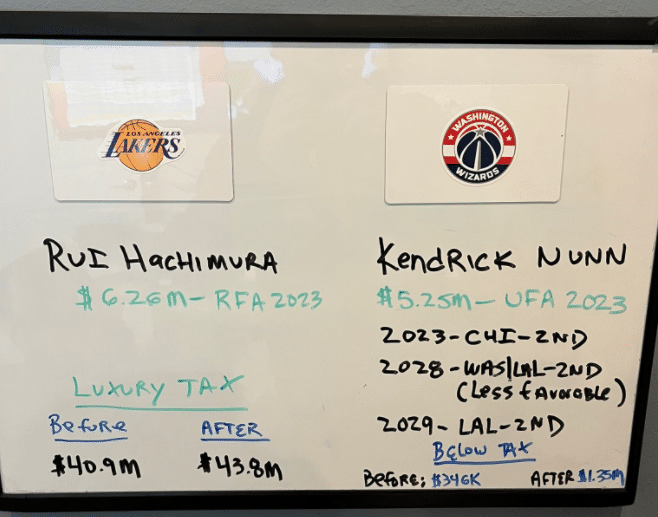 LOS ANGELES
LAKERS
RUI HACHIMURA
$6.26M - RFA 2023
LUXURY TAX
Before
AFTER
$40.9M
$43.8M
WASHINGTON
WIZARDS
KENDRICK NUNN
$5.25M - UFA 2023
2023 - CHI - 2ND
2028 - WAS|LAL - 2ND
(Less favorable)
2029 - LAL - 2ND
Below TAX
Before: $346K
AFTER $1.35M